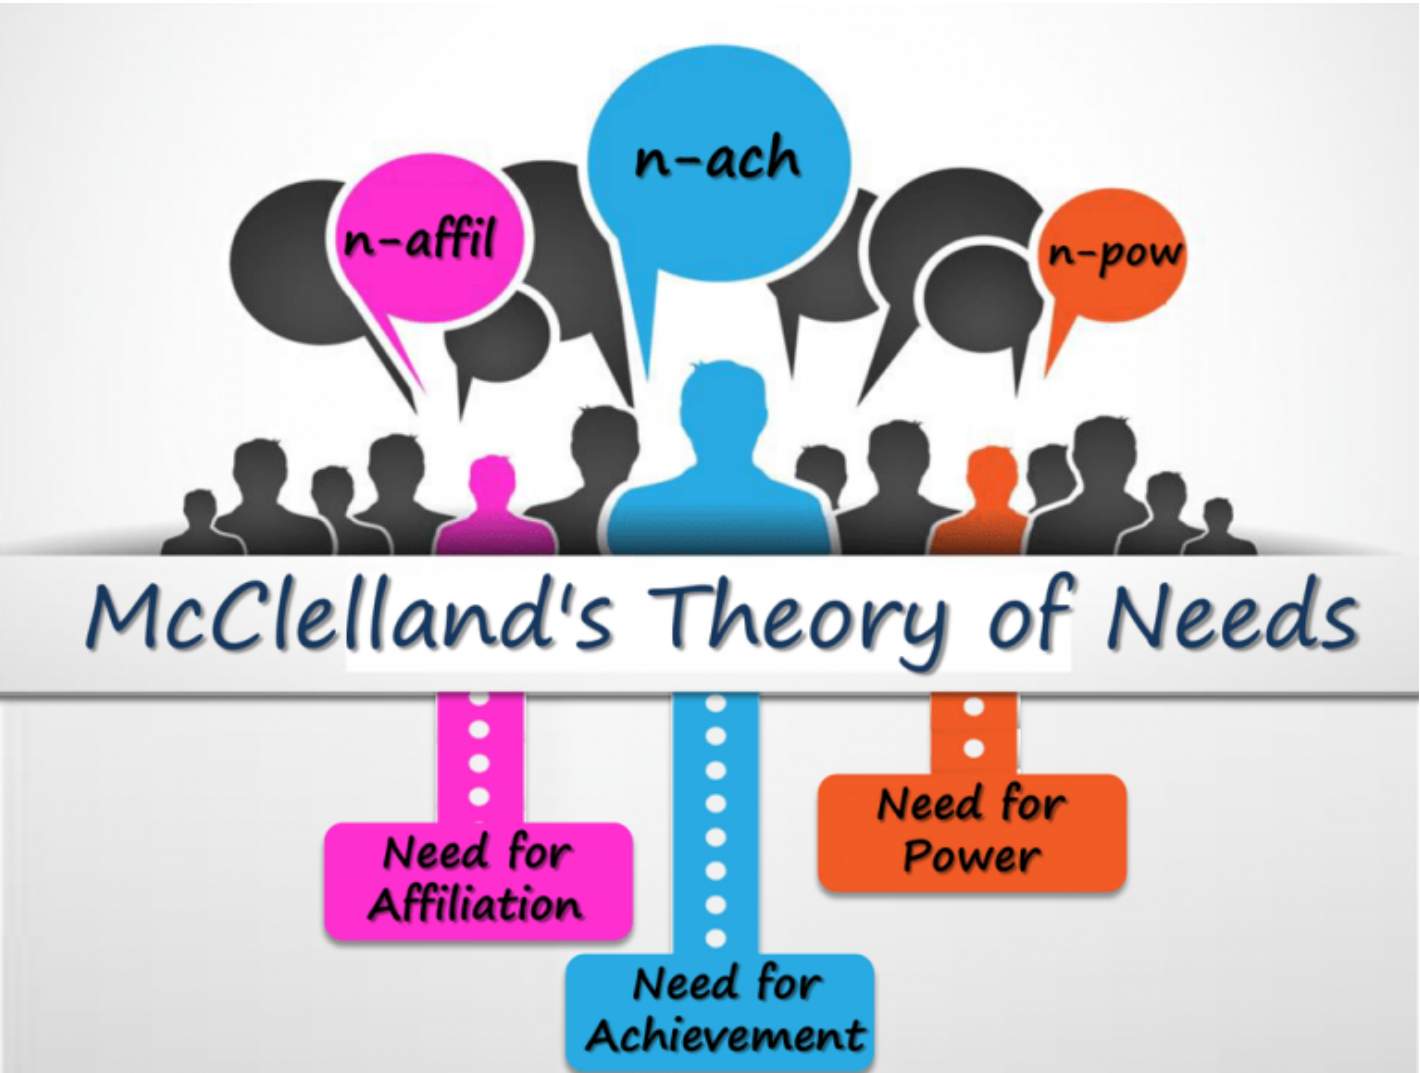 n-ach
n-affil
n-pow
McClelland's Theory of Needs
Need for
Affiliation
Need for
Achievement
Need for
Power